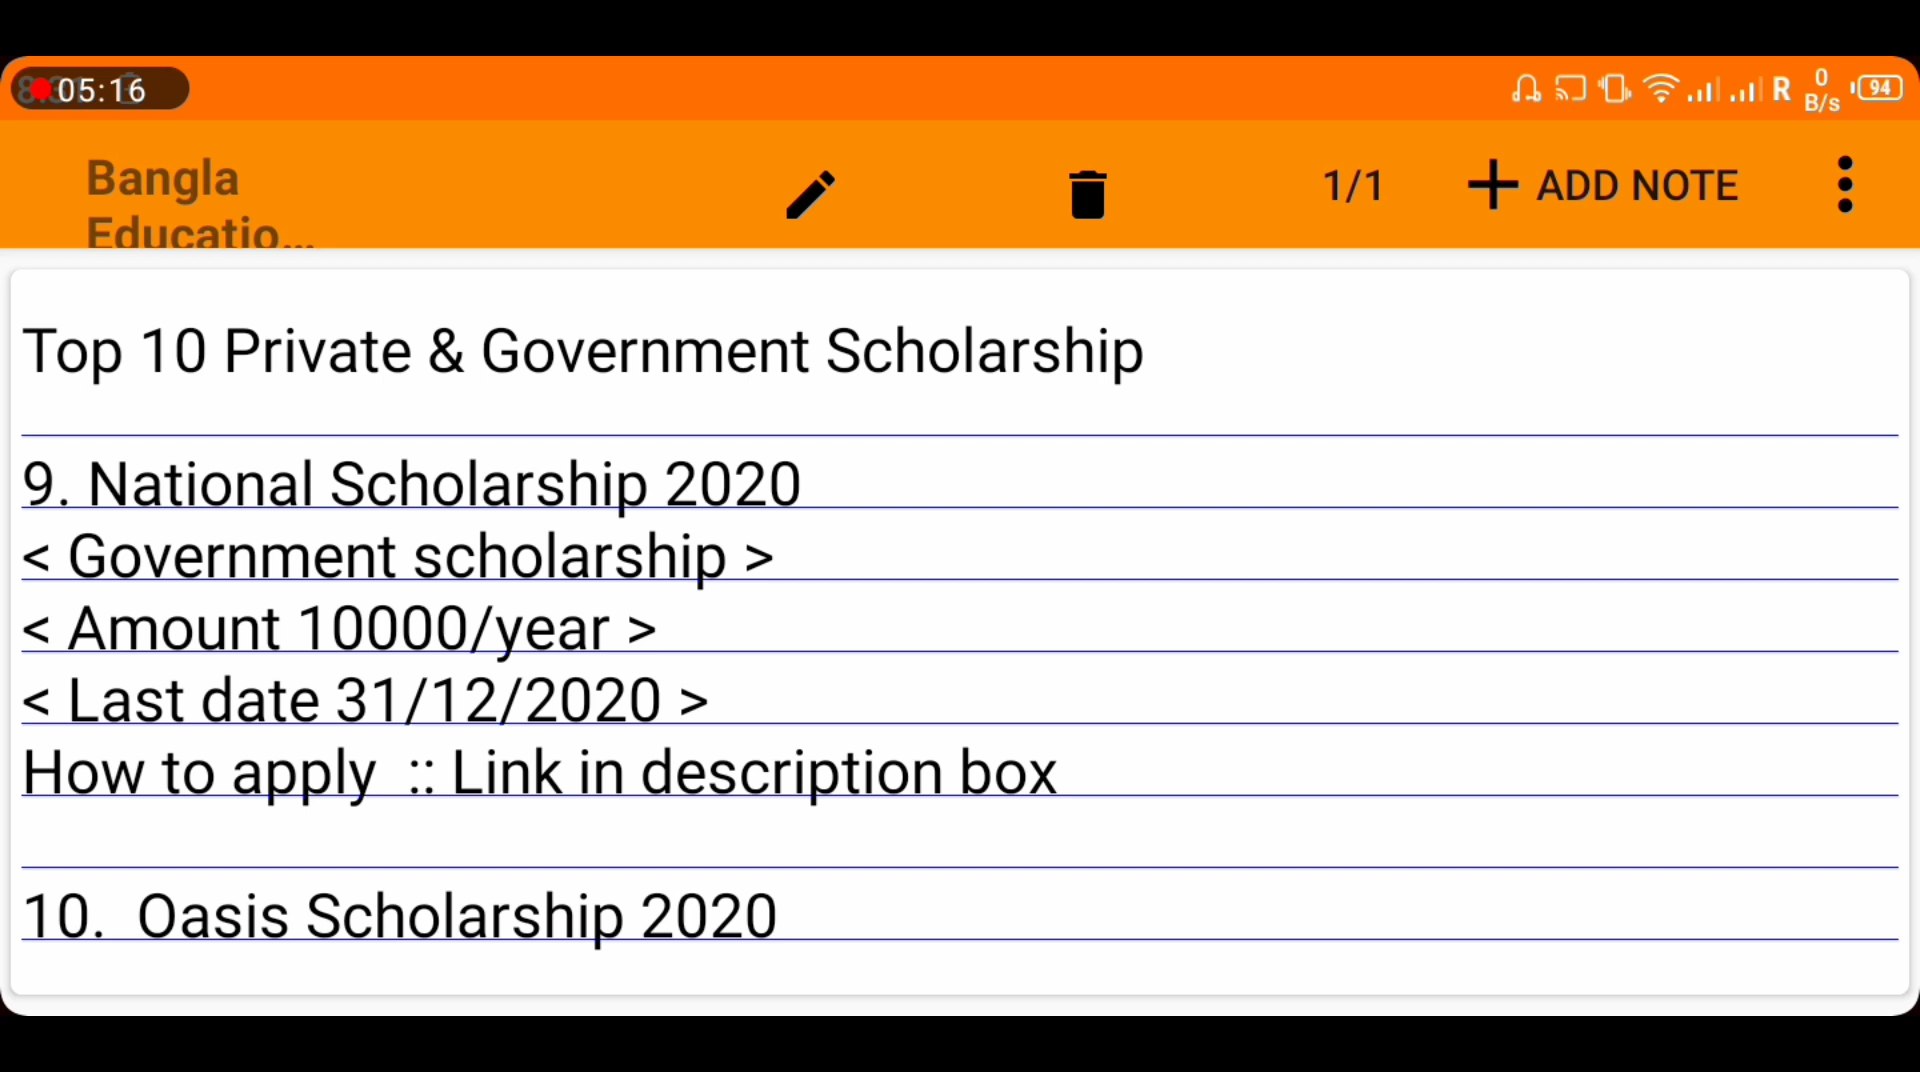 05:16
R
0
B/s
94
Bangla
Educatio...
1/1
ADD NOTE
Top 10 Private & Government Scholarship
9. National Scholarship 2020
< Government scholarship >
< Amount 10000/year >
< Last date 31/12/2020 >
How to apply :: Link in description box
10. Oasis Scholarship 2020